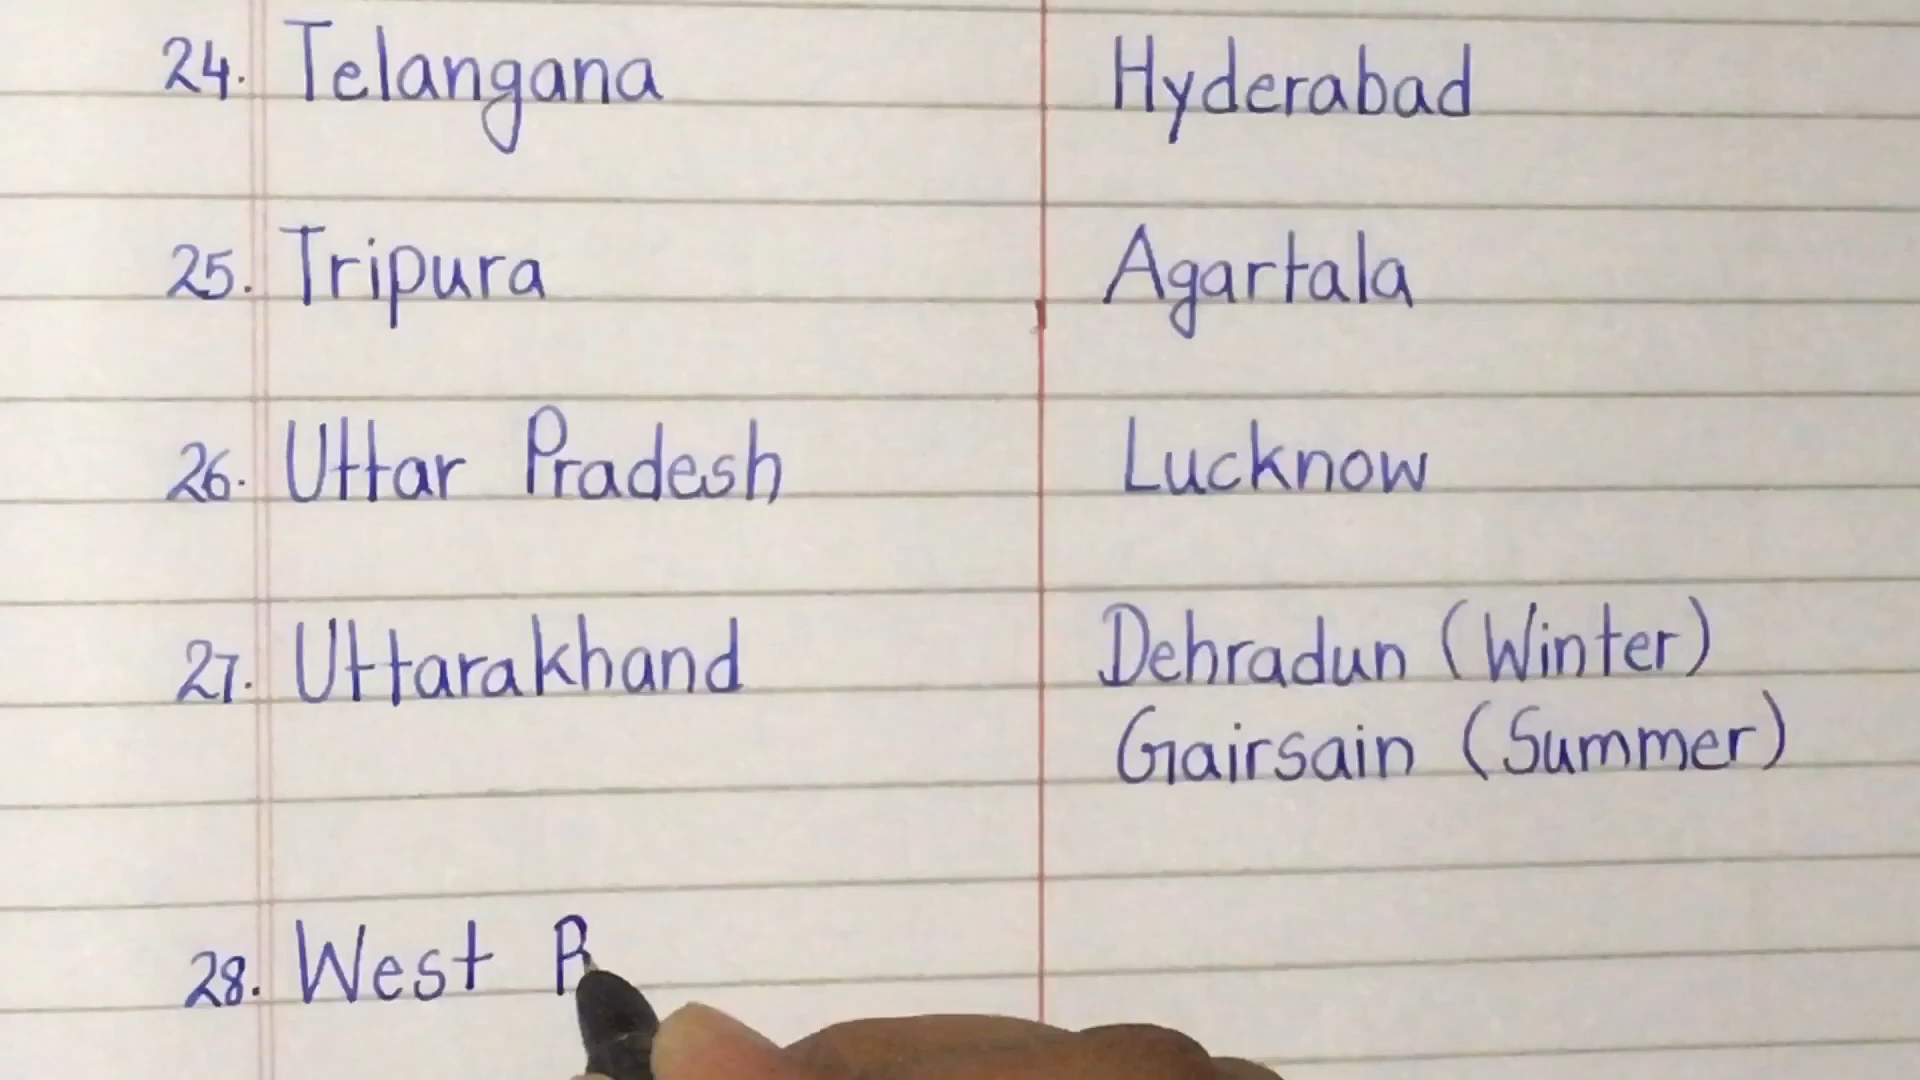 24. Telangana Hyderabad
25. Tripura Agartala
26. Uttar Pradesh Lucknow
27. Uttarakhand Dehradun (Winter)
Gairsain (Summer)
28. West B